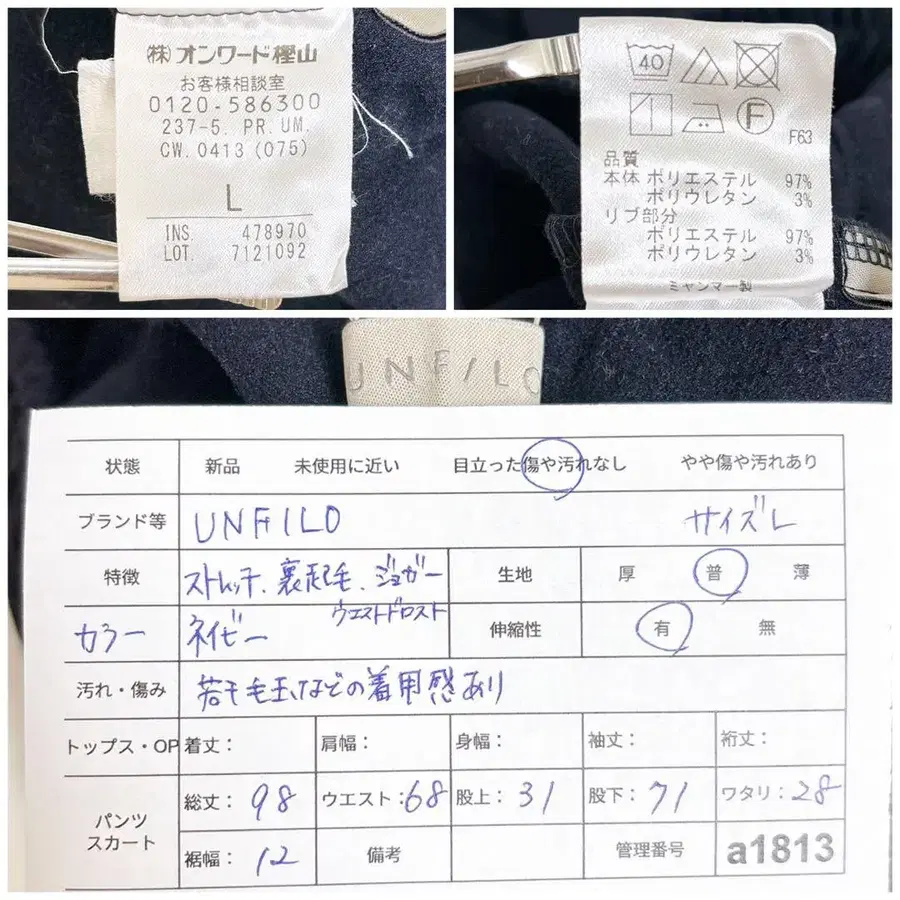 (株)オンワード樫山
お客様相談室
0120-586300
237-5. PR. UM.
CW. 0413 (075)
L
INS 478970
LOT. 7121092
40
F
F63
品質
本体 ポリエステル 97%
ポリウレタン 3%
リブ部分
ポリエステル 97%
ポリウレタン 3%
ミャンマー製
UNFILO
状態 新品 未使用に近い 目立った傷や汚れなし やや傷や汚れあり
ブランド等 UNFILO サイズL
特徴 ストレッチ、裏起毛、ジョガー 生地 厚 普 薄
ウエストドロスト
カラー ネイビー 伸縮性 有 無
汚れ・傷み 若干毛玉などの着用感あり
トップス・OP 着丈: 肩幅: 身幅: 袖丈: 裄丈:
パンツ スカート
総丈: 98 ウエスト:68 股上: 31 股下: 71 ワタリ:28
裾幅: 12 備考 管理番号 a1813